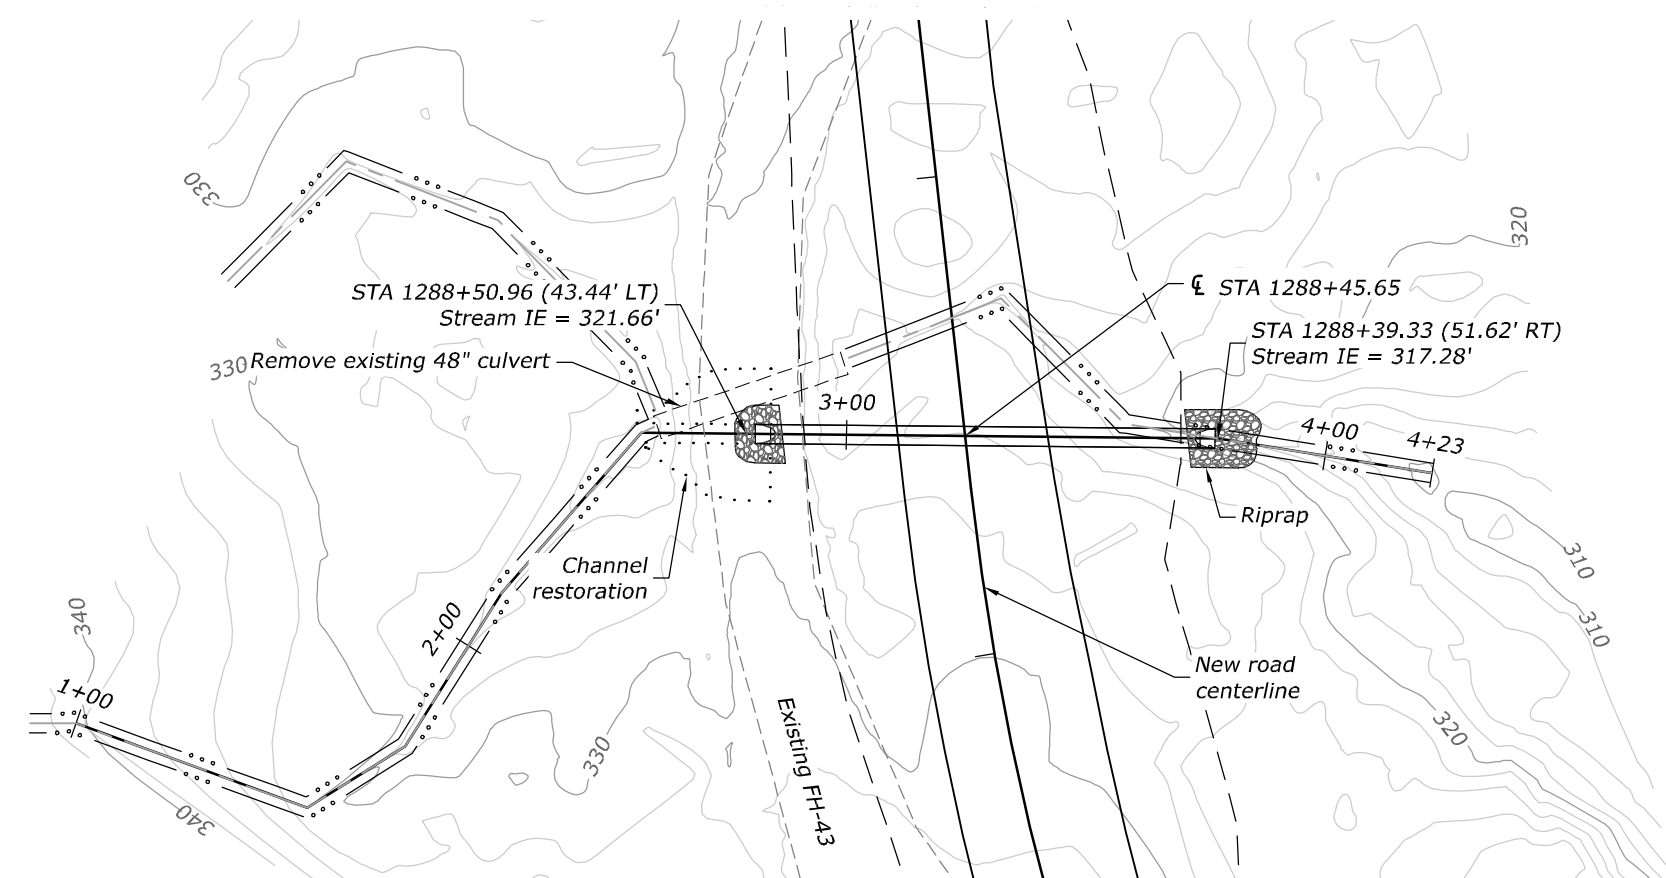 330
320
STA 1288+50.96 (43.44' LT)
Stream IE = 321.66'
℄ STA 1288+45.65
STA 1288+39.33 (51.62' RT)
Stream IE = 317.28'
330
Remove existing 48" culvert
3+00
4+00
4+23
Riprap
Channel
restoration
310
310
340
2+00
New road
centerline
1+00
Existing FH-43
330
320
340